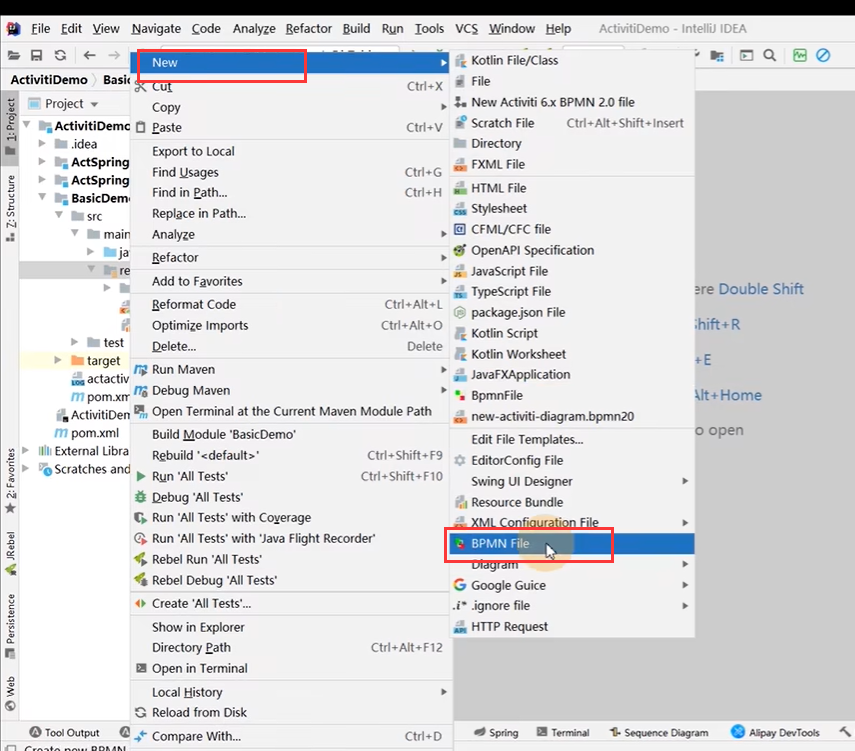 File Edit View Navigate Code Analyze Refactor Build Run Tools VCS Window Help ActivitiDemo - IntelliJ IDEA
ActivitiDemo Basic
1: Project
Z: Structure
2: Favorites
JRebel
Persistence
Web
Project
ActivitiDemo
.idea
ActSpring
ActSpring
BasicDemo
src
main
ja
re
test
target
actactiv
pom.xm
ActivitiDem
pom.xml
External Libra
Scratches and
New
Cut Ctrl+X
Copy
Paste Ctrl+V
Export to Local
Find Usages Ctrl+G
Find in Path... Ctrl+H
Replace in Path...
Analyze
Refactor
Add to Favorites
Reformat Code Ctrl+Alt+L
Optimize Imports Ctrl+Alt+O
Delete... Delete
Run Maven
Debug Maven
Open Terminal at the Current Maven Module Path
Build Module 'BasicDemo'
Rebuild '<default>' Ctrl+Shift+F9
Run 'All Tests' Ctrl+Shift+F10
Debug 'All Tests'
Run 'All Tests' with Coverage
Run 'All Tests' with 'Java Flight Recorder'
Rebel Run 'All Tests'
Rebel Debug 'All Tests'
Create 'All Tests'...
Show in Explorer
Directory Path Ctrl+Alt+F12
Open in Terminal
Local History
Reload from Disk
Compare With... Ctrl+D
Kotlin File/Class
File
New Activiti 6.x BPMN 2.0 file
Scratch File Ctrl+Alt+Shift+Insert
Directory
FXML File
HTML File
Stylesheet
CFML/CFC file
OpenAPI Specification
JavaScript File
TypeScript File
package.json File
Kotlin Script
Kotlin Worksheet
JavaFXApplication
BpmnFile
new-activiti-diagram.bpmn20
Edit File Templates...
EditorConfig File
Swing UI Designer
Resource Bundle
XML Configuration File
BPMN File
Diagram
Google Guice
.i* .ignore file
HTTP Request
ere Double Shift
Shift+R
+E
Alt+Home
o open
Tool Output
Spring Terminal Sequence Diagram Alipay DevTools
Create new BPMN